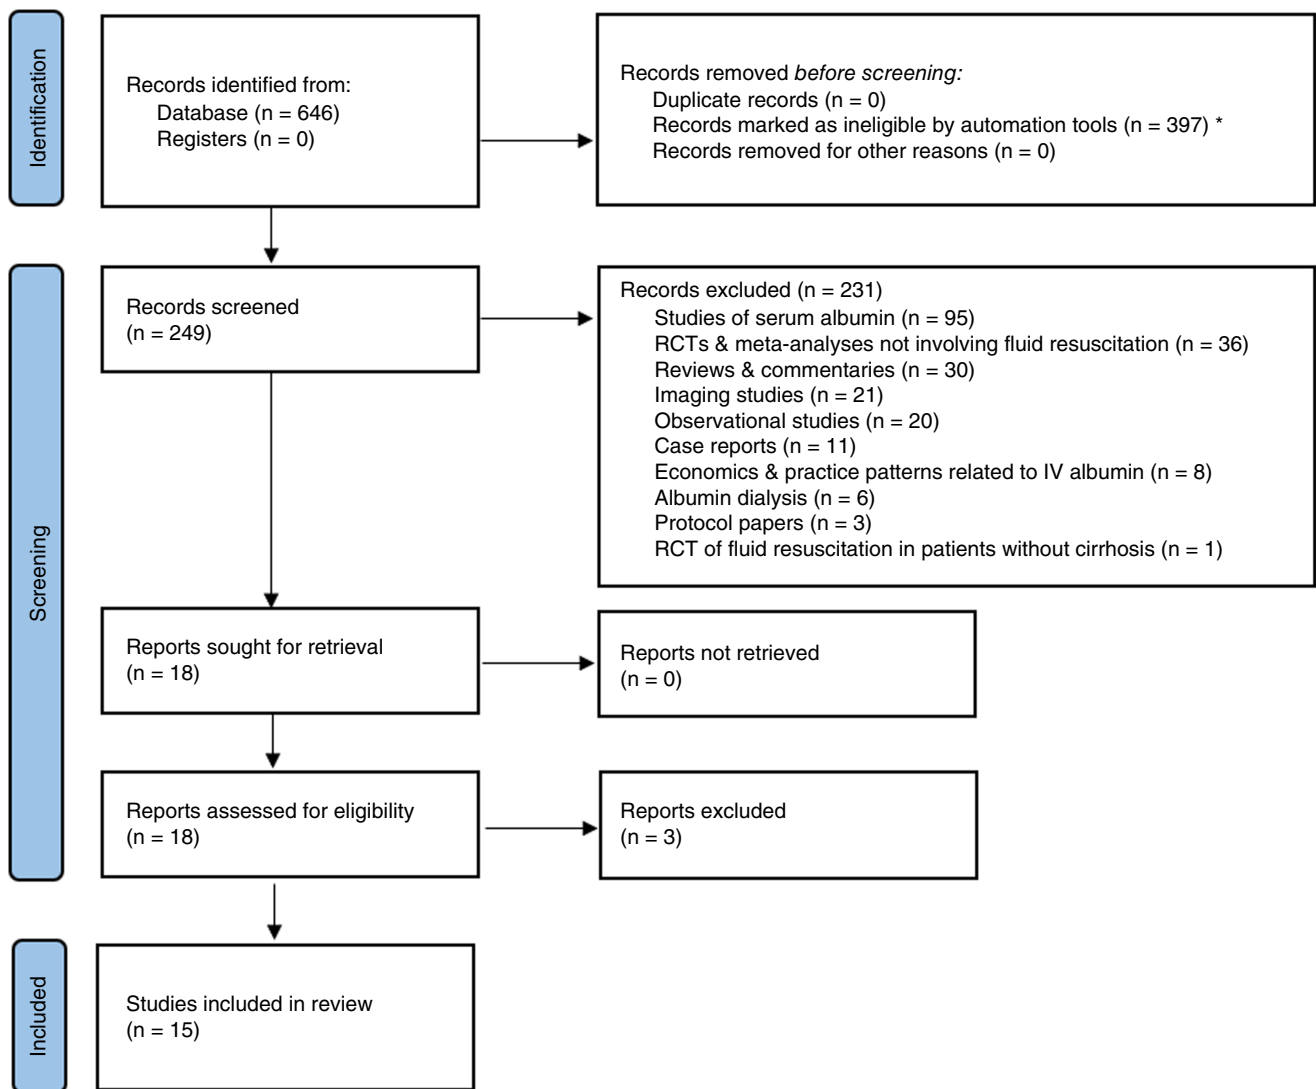 Identification
Records identified from:
Database (n = 646)
Registers (n = 0)
Records removed before screening:
Duplicate records (n = 0)
Records marked as ineligible by automation tools (n = 397) *
Records removed for other reasons (n = 0)
Screening
Records screened
(n = 249)
Records excluded (n = 231)
Studies of serum albumin (n = 95)
RCTs & meta-analyses not involving fluid resuscitation (n = 36)
Reviews & commentaries (n = 30)
Imaging studies (n = 21)
Observational studies (n = 20)
Case reports (n = 11)
Economics & practice patterns related to IV albumin (n = 8)
Albumin dialysis (n = 6)
Protocol papers (n = 3)
RCT of fluid resuscitation in patients without cirrhosis (n = 1)
Reports sought for retrieval
(n = 18)
Reports not retrieved
(n = 0)
Reports assessed for eligibility
(n = 18)
Reports excluded
(n = 3)
Included
Studies included in review
(n = 15)